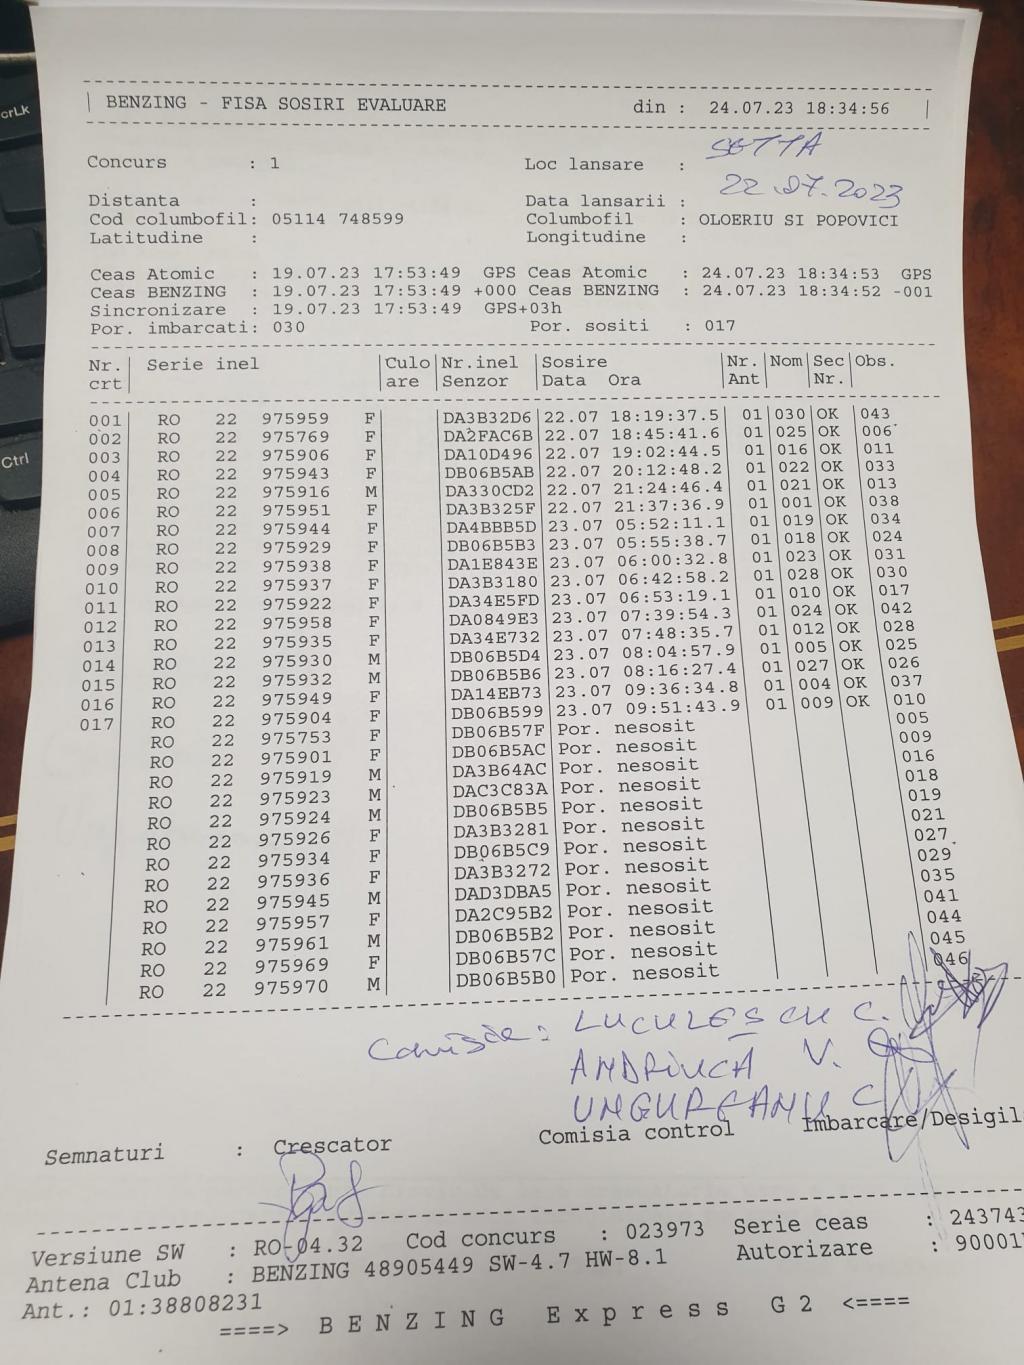 BENZING - FISA SOSIRI EVALUARE din : 24.07.23 18:34:56
Concurs : 1 Loc lansare : SETTA
Distanta : Data lansarii : 22.07.2023
Cod columbofil: 05114 748599 Columbofil : OLOERIU SI POPOVICI
Latitudine : Longitudine :
Ceas Atomic : 19.07.23 17:53:49 GPS Ceas Atomic : 24.07.23 18:34:53 GPS
Ceas BENZING : 19.07.23 17:53:49 +000 Ceas BENZING : 24.07.23 18:34:52 -001
Sincronizare : 19.07.23 17:53:49 GPS+03h
Por. imbarcati: 030 Por. sositi : 017
Nr. Serie inel Culo Nr.inel Sosire Nr. Nom Sec Obs.
crt are Senzor Data Ora Ant Nr.
001 RO 22 975959 F DA3B32D6 22.07 18:19:37.5 01 030 OK 043
002 RO 22 975769 F DA2FAC6B 22.07 18:45:41.6 01 025 OK 006
003 RO 22 975906 F DA10D496 22.07 19:02:44.5 01 016 OK 011
004 RO 22 975943 F DB06B5AB 22.07 20:12:48.2 01 022 OK 033
005 RO 22 975916 M DA330CD2 22.07 21:24:46.4 01 021 OK 013
006 RO 22 975951 F DA3B325F 22.07 21:37:36.9 01 001 OK 038
007 RO 22 975944 F DA4BBB5D 23.07 05:52:11.1 01 019 OK 034
008 RO 22 975929 F DB06B5B3 23.07 05:55:38.7 01 018 OK 024
009 RO 22 975938 F DA1E843E 23.07 06:00:32.8 01 023 OK 031
010 RO 22 975937 F DA3B3180 23.07 06:42:58.2 01 028 OK 030
011 RO 22 975922 F DA34E5FD 23.07 06:53:19.1 01 010 OK 017
012 RO 22 975958 F DA0849E3 23.07 07:39:54.3 01 024 OK 042
013 RO 22 975935 F DA34E732 23.07 07:48:35.7 01 012 OK 028
014 RO 22 975930 M DB06B5D4 23.07 08:04:57.9 01 005 OK 025
015 RO 22 975932 M DB06B5B6 23.07 08:16:27.4 01 027 OK 026
016 RO 22 975949 F DA14EB73 23.07 09:36:34.8 01 004 OK 037
017 RO 22 975904 F DB06B599 23.07 09:51:43.9 01 009 OK 010
RO 22 975753 F DB06B57F Por. nesosit 005
RO 22 975901 F DB06B5AC Por. nesosit 009
RO 22 975919 M DA3B64AC Por. nesosit 016
RO 22 975923 M DAC3C83A Por. nesosit 018
RO 22 975924 M DB06B5B5 Por. nesosit 019
RO 22 975926 F DA3B3281 Por. nesosit 021
RO 22 975934 F DB06B5C9 Por. nesosit 027
RO 22 975936 F DA3B3272 Por. nesosit 029
RO 22 975945 M DAD3DBA5 Por. nesosit 035
RO 22 975957 F DA2C95B2 Por. nesosit 041
RO 22 975961 M DB06B5B2 Por. nesosit 044
RO 22 975969 F DB06B57C Por. nesosit 045
RO 22 975970 M DB06B5B0 Por. nesosit 046
Comisie: LUCULESCU C.
ANDRIUCĂ V.
UNGUREANU C
Semnaturi : Crescator Comisia control Imbarcare/Desigil
Versiune SW : RO-04.32 Cod concurs : 023973 Serie ceas : 243743
Antena Club : BENZING 48905449 SW-4.7 HW-8.1 Autorizare : 90001
Ant.: 01:38808231
====> BENZING Express G2 <====
CrLk
Ctrl